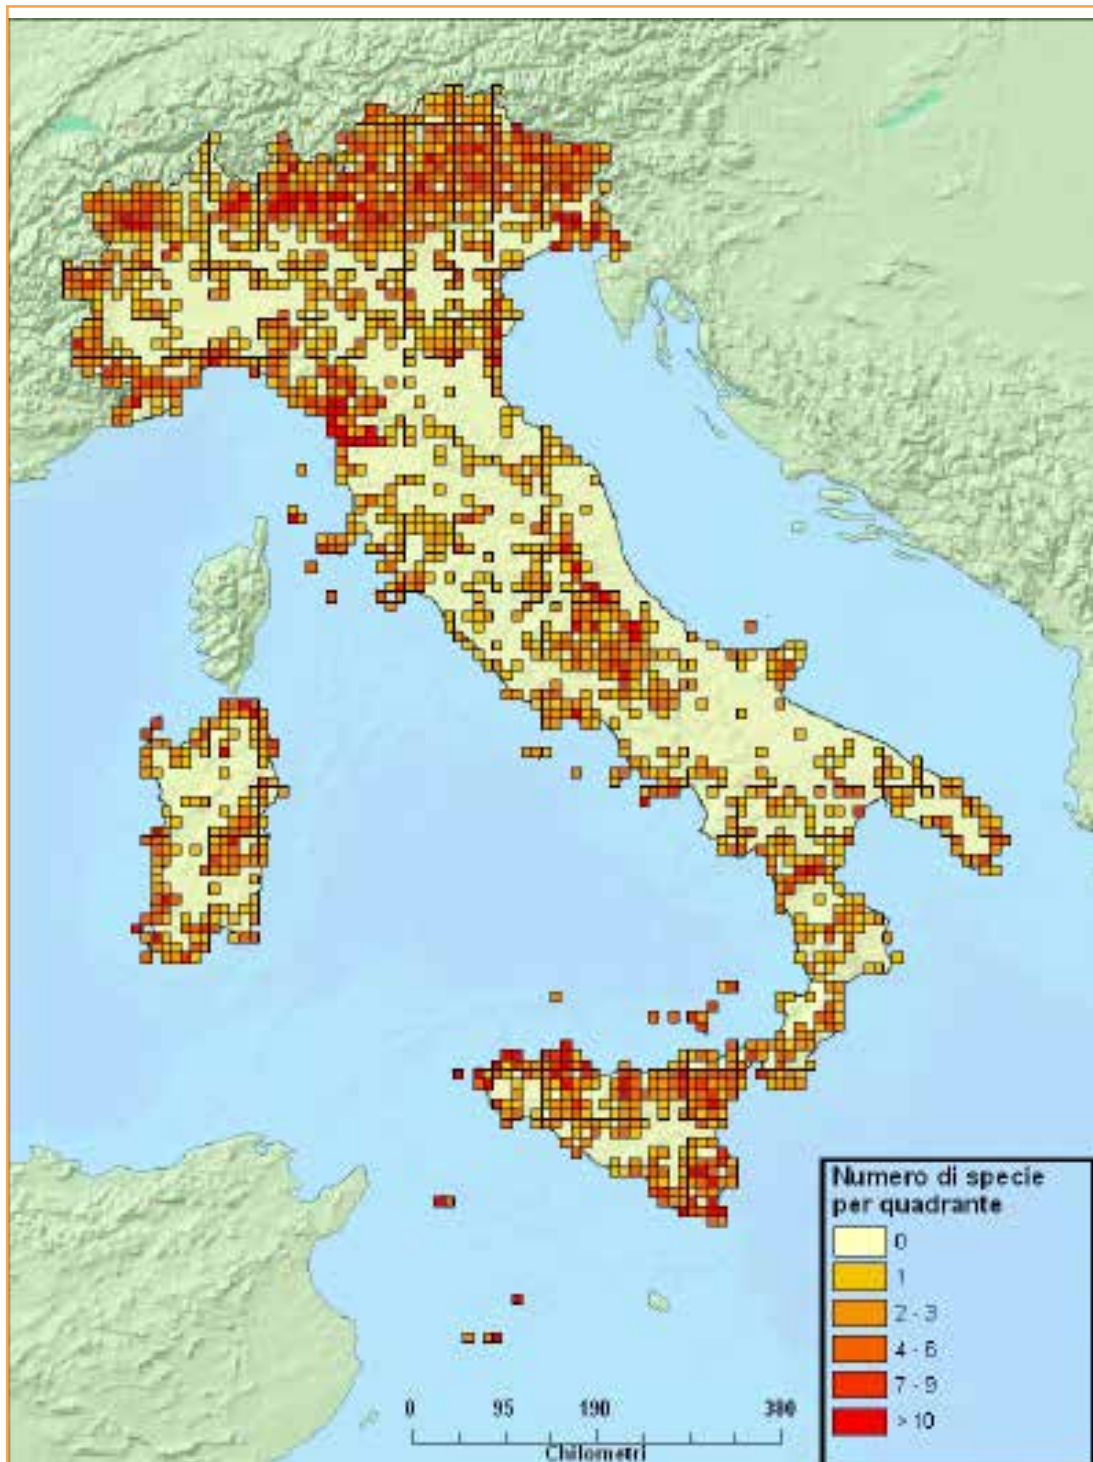 Numero di specie
per quadrante
0
1
2 - 3
4 - 6
7 - 9
> 10
0 95 190 380
Chilometri